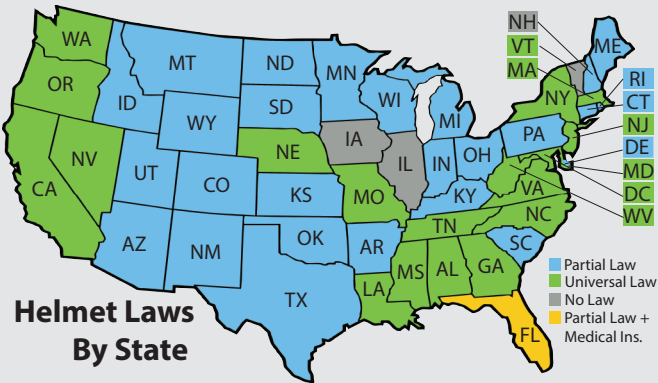 NH
WA
VT
ME
MT
ND
MA
MN
OR
RI
ID
SD
WI
NY
CT
WY
MI
PA
NJ
IA
DE
NE
OH
IL
IN
NV
MD
UT
VA
CA
CO
DC
KS
MO
KY
WV
NC
TN
OK
AZ
NM
AR
SC
MS
AL
GA
Partial Law
Universal Law
TX
LA
No Law
Partial Law +
Medical Ins.
FL
Helmet Laws
By State